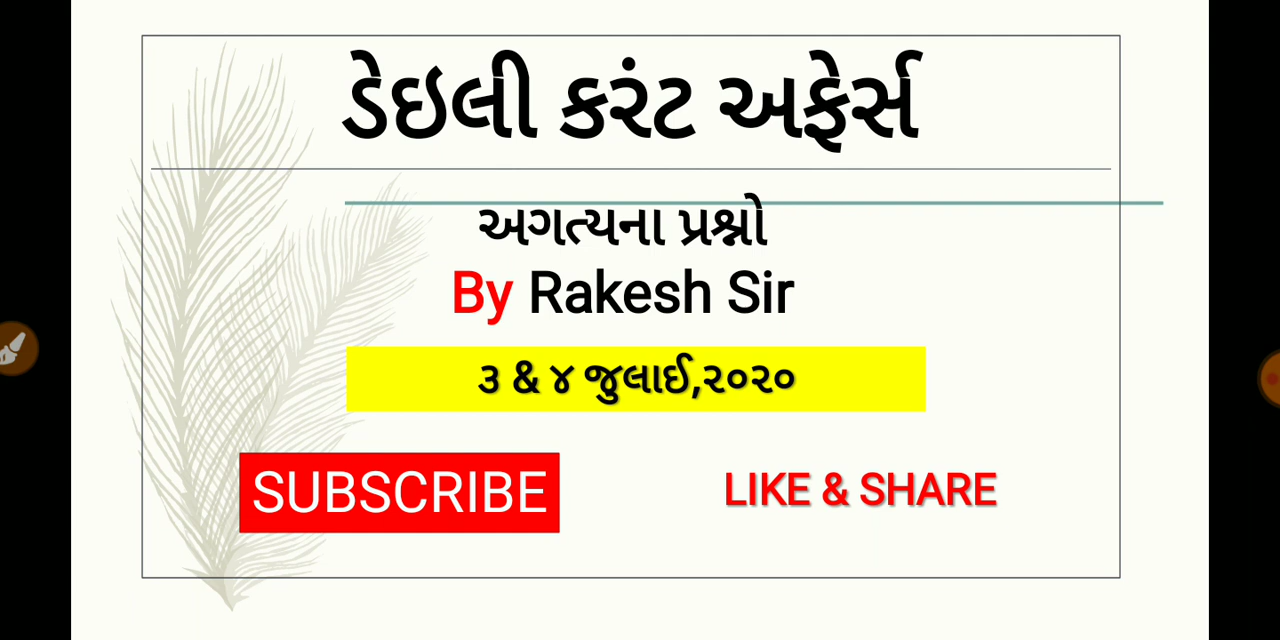 ડેઇલી કરંટ અફેર્સ
અગત્યના પ્રશ્નો
By Rakesh Sir
૩ & ૪ જુલાઈ,૨૦૨૦
SUBSCRIBE
LIKE & SHARE